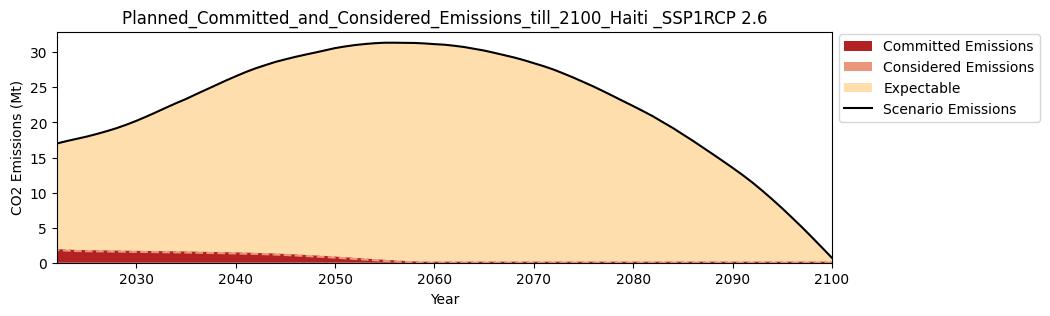 Planned_Committed_and_Considered_Emissions_till_2100_Haiti _SSP1RCP 2.6
Committed Emissions
Considered Emissions
Expectable
Scenario Emissions
CO2 Emissions (Mt)
30
25
20
15
10
5
0
2030 2040 2050 2060 2070 2080 2090 2100
Year